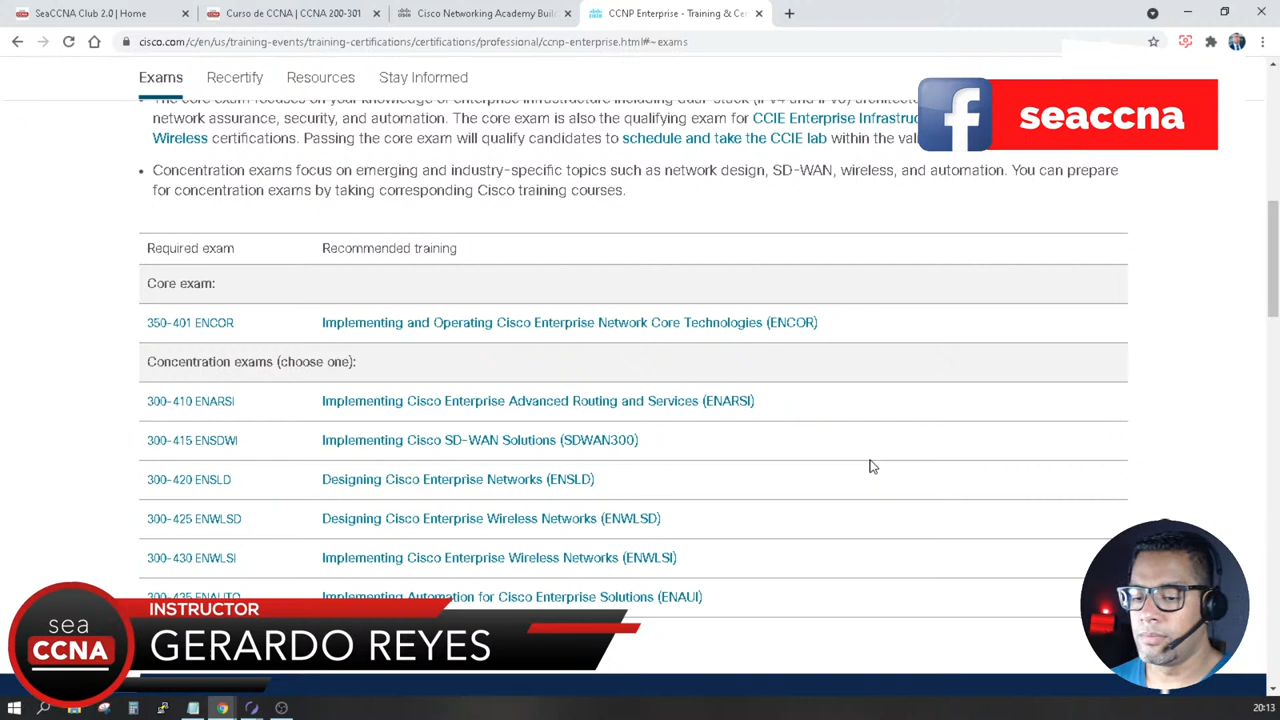 SeaCCNA Club 2.0 | Home
Curso de CCNA | CCNA 200-301
Cisco Networking Academy Buil
CCNP Enterprise - Training & Cer
cisco.com/c/en/us/training-events/training-certifications/certifications/professional/ccnp-enterprise.html#~exams
Exams Recertify Resources Stay Informed
seaccna
network assurance, security, and automation. The core exam is also the qualifying exam for CCIE Enterprise Infrastruc
Wireless certifications. Passing the core exam will qualify candidates to schedule and take the CCIE lab within the val
• Concentration exams focus on emerging and industry-specific topics such as network design, SD-WAN, wireless, and automation. You can prepare
for concentration exams by taking corresponding Cisco training courses.
Required exam Recommended training
Core exam:
350-401 ENCOR Implementing and Operating Cisco Enterprise Network Core Technologies (ENCOR)
Concentration exams (choose one):
300-410 ENARSI Implementing Cisco Enterprise Advanced Routing and Services (ENARSI)
300-415 ENSDWI Implementing Cisco SD-WAN Solutions (SDWAN300)
300-420 ENSLD Designing Cisco Enterprise Networks (ENSLD)
300-425 ENWLSD Designing Cisco Enterprise Wireless Networks (ENWLSD)
300-430 ENWLSI Implementing Cisco Enterprise Wireless Networks (ENWLSI)
300-435 ENAUTO Implementing Automation for Cisco Enterprise Solutions (ENAUI)
sea
CCNA
INSTRUCTOR
GERARDO REYES
20:13